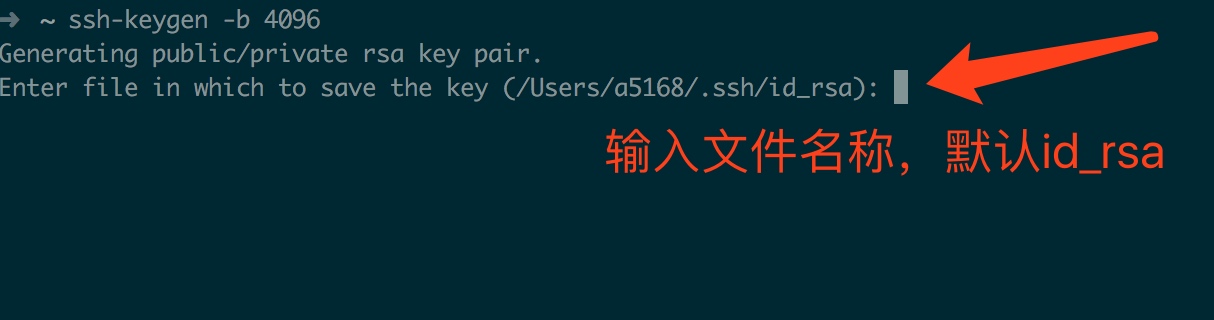 ➜ ~ ssh-keygen -b 4096
Generating public/private rsa key pair.
Enter file in which to save the key (/Users/a5168/.ssh/id_rsa):
输入文件名称，默认id_rsa